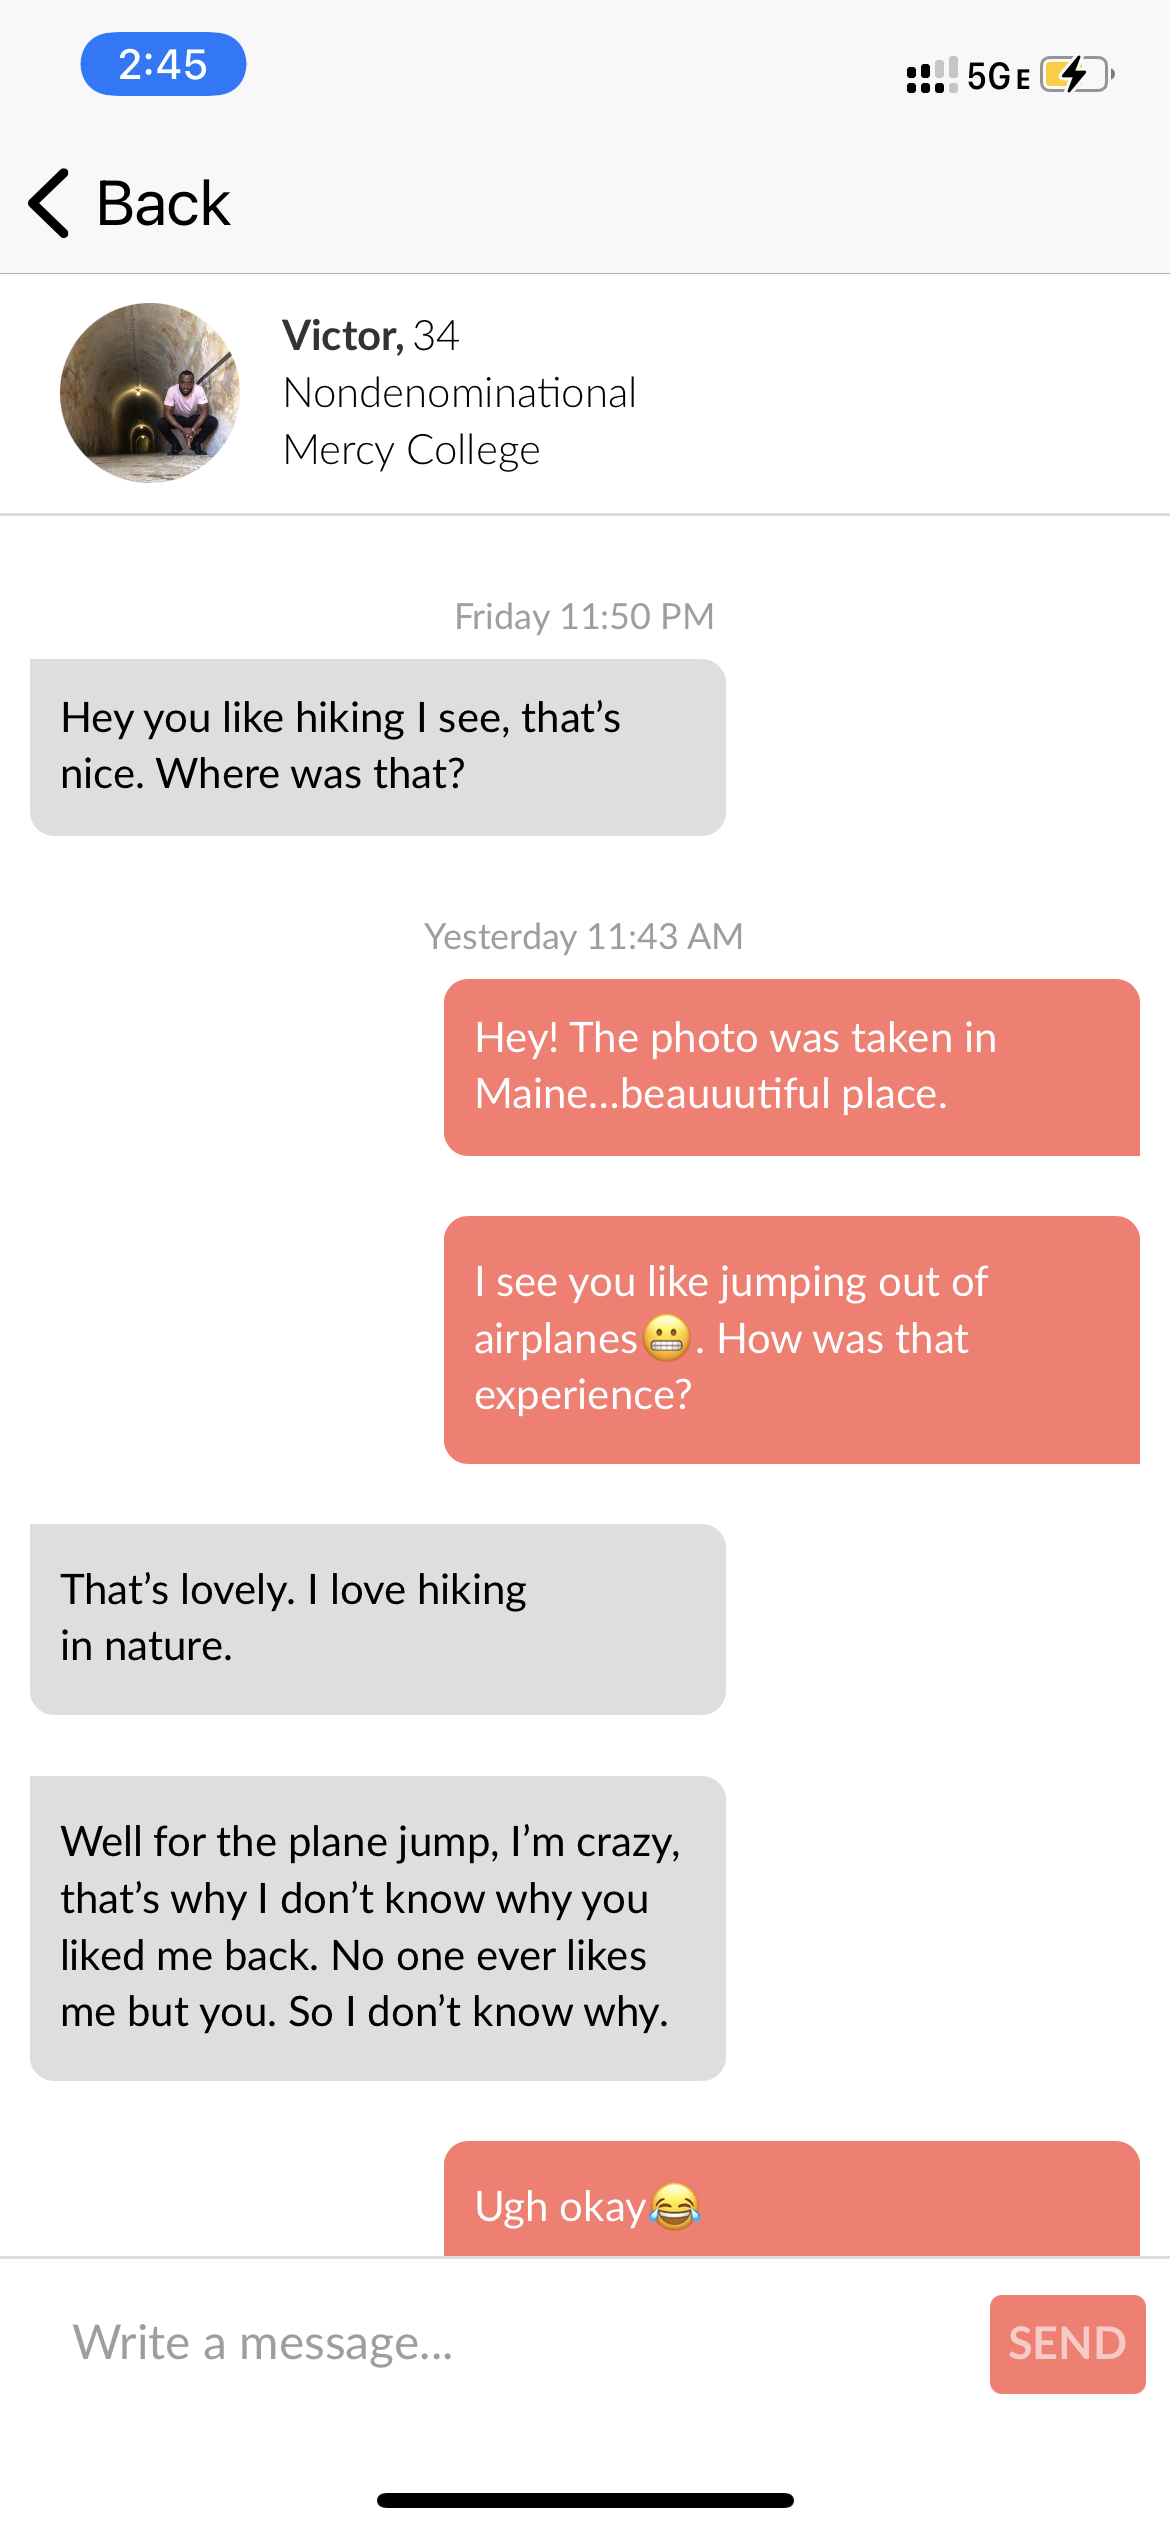 2:45
5GE
Back
Victor, 34
Nondenominational
Mercy College
Friday 11:50 PM
Hey you like hiking I see, that’s
nice. Where was that?
Yesterday 11:43 AM
Hey! The photo was taken in
Maine...beauuutiful place.
I see you like jumping out of
airplanes😬. How was that
experience?
That’s lovely. I love hiking
in nature.
Well for the plane jump, I’m crazy,
that’s why I don’t know why you
liked me back. No one ever likes
me but you. So I don’t know why.
Ugh okay😂
Write a message...
SEND